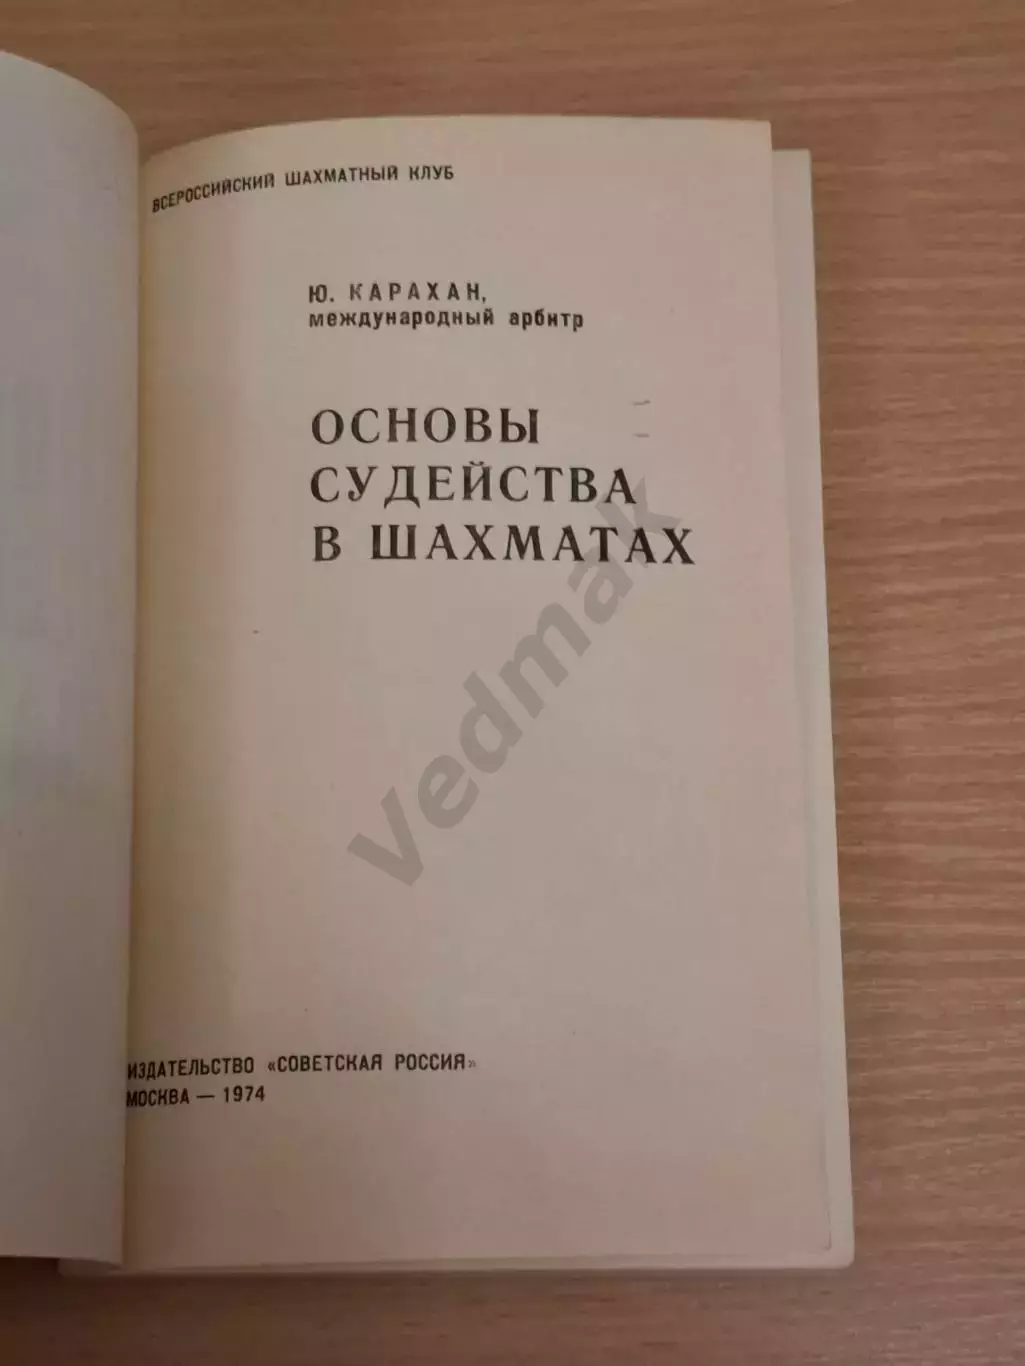 ВСЕРОССИЙСКИЙ ШАХМАТНЫЙ КЛУБ
Ю. КАРАХАН,
международный арбитр
ОСНОВЫ
СУДЕЙСТВА
В ШАХМАТАХ
Vedmak
ИЗДАТЕЛЬСТВО «СОВЕТСКАЯ РОССИЯ»
МОСКВА — 1974